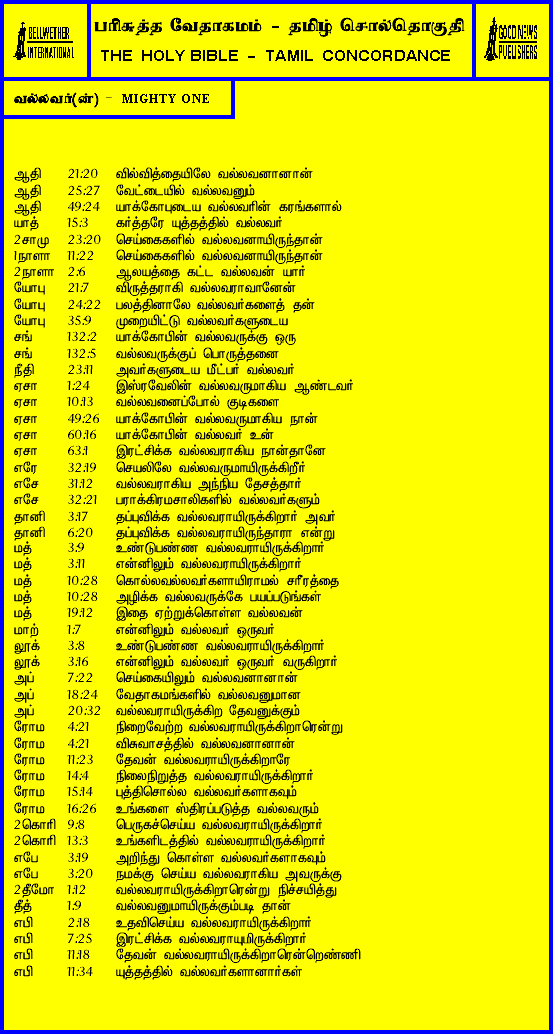 BELLWETHER
INTERNATIONAL
பரிசுத்த வேதாகமம் - தமிழ் சொல்தொகுதி
THE HOLY BIBLE - TAMIL CONCORDANCE
GOOD NEWS
PUBLISHERS
வல்லவர்(ன்) - MIGHTY ONE
ஆதி 21:20 வில்வித்தையிலே வல்லவனானான்
ஆதி 25:27 வேட்டையில் வல்லவனும்
ஆதி 49:24 யாக்கோபுடைய வல்லவரின் கரங்களால்
யாத் 15:3 கர்த்தரே யுத்தத்தில் வல்லவர்
2சாமு 23:20 செய்கைகளில் வல்லவனாயிருந்தான்
1நாளா 11:22 செய்கைகளில் வல்லவனாயிருந்தான்
2நாளா 2:6 ஆலயத்தை கட்ட வல்லவன் யார்
யோபு 21:7 விருத்தராகி வல்லவராவானேன்
யோபு 24:22 பலத்தினாலே வல்லவர்களைத் தன்
யோபு 35:9 முறையிட்டு வல்லவர்களுடைய
சங் 132:2 யாக்கோபின் வல்லவருக்கு ஒரு
சங் 132:5 வல்லவருக்குப் பொருத்தனை
நீதி 23:11 அவர்களுடைய மீட்பர் வல்லவர்
ஏசா 1:24 இஸ்ரவேலின் வல்லவருமாகிய ஆண்டவர்
ஏசா 10:13 வல்லவனைப்போல் குடிகளை
ஏசா 49:26 யாக்கோபின் வல்லவருமாகிய நான்
ஏசா 60:16 யாக்கோபின் வல்லவர் உன்
ஏசா 63:1 இரட்சிக்க வல்லவராகிய நான்தானே
எரே 32:19 செயலிலே வல்லவருமாயிருக்கிறீர்
எசே 31:12 வல்லவராகிய அந்நிய தேசத்தார்
எசே 32:21 பராக்கிரமசாலிகளில் வல்லவர்களும்
தானி 3:17 தப்புவிக்க வல்லவராயிருக்கிறார் அவர்
தானி 6:20 தப்புவிக்க வல்லவராயிருந்தாரா என்று
மத் 3:9 உண்டுபண்ண வல்லவராயிருக்கிறார்
மத் 3:11 என்னிலும் வல்லவராயிருக்கிறார்
மத் 10:28 கொல்லவல்லவர்களாயிராமல் சரீரத்தை
மத் 10:28 அழிக்க வல்லவருக்கே பயப்படுங்கள்
மத் 19:12 இதை ஏற்றுக்கொள்ள வல்லவன்
மாற் 1:7 என்னிலும் வல்லவர் ஒருவர்
லூக் 3:8 உண்டுபண்ண வல்லவராயிருக்கிறார்
லூக் 3:16 என்னிலும் வல்லவர் ஒருவர் வருகிறார்
அப் 7:22 செய்கையிலும் வல்லவனானான்
அப் 18:24 வேதாகமங்களில் வல்லவனுமான
அப் 20:32 வல்லவராயிருக்கிற தேவனுக்கும்
ரோம 4:21 நிறைவேற்ற வல்லவராயிருக்கிறாரென்று
ரோம 4:21 விசுவாசத்தில் வல்லவனானான்
ரோம 11:23 தேவன் வல்லவராயிருக்கிறாரே
ரோம 14:4 நிலைநிறுத்த வல்லவராயிருக்கிறார்
ரோம 15:14 புத்திசொல்ல வல்லவர்களாகவும்
ரோம 16:26 உங்களை ஸ்திரப்படுத்த வல்லவரும்
2கொரி 9:8 பெருகச்செய்ய வல்லவராயிருக்கிறார்
2கொரி 13:3 உங்களிடத்தில் வல்லவராயிருக்கிறார்
எபே 3:19 அறிந்து கொள்ள வல்லவர்களாகவும்
எபே 3:20 நமக்கு செய்ய வல்லவராகிய அவருக்கு
2தீமோ 1:12 வல்லவராயிருக்கிறாரென்று நிச்சயித்து
தீத் 1:9 வல்லவனுமாயிருக்கும்படி தான்
எபி 2:18 உதவிசெய்ய வல்லவராயிருக்கிறார்
எபி 7:25 இரட்சிக்க வல்லவராயுமிருக்கிறார்
எபி 11:18 தேவன் வல்லவராயிருக்கிறாரென்றெண்ணி
எபி 11:34 யுத்தத்தில் வல்லவர்களானார்கள்